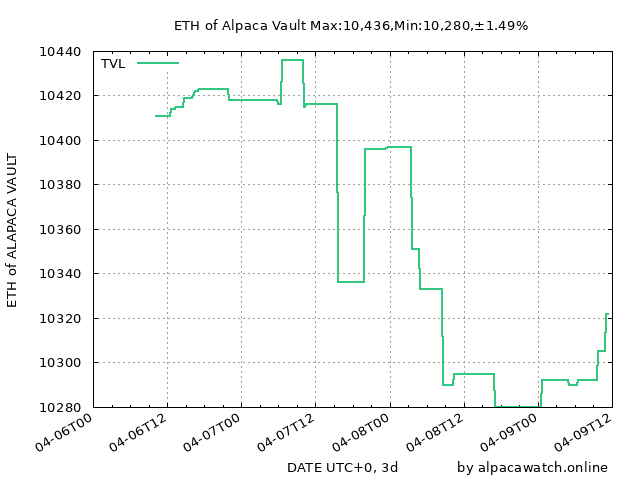 ETH of Alpaca Vault Max:10,436,Min:10,280,±1.49%
TVL
10440
10420
10400
10380
10360
10340
10320
10300
10280
ETH of ALAPACA VAULT
04-06T00
04-06T12
04-07T00
04-07T12
04-08T00
04-08T12
04-09T00
04-09T12
DATE UTC+0, 3d
by alpacawatch.online